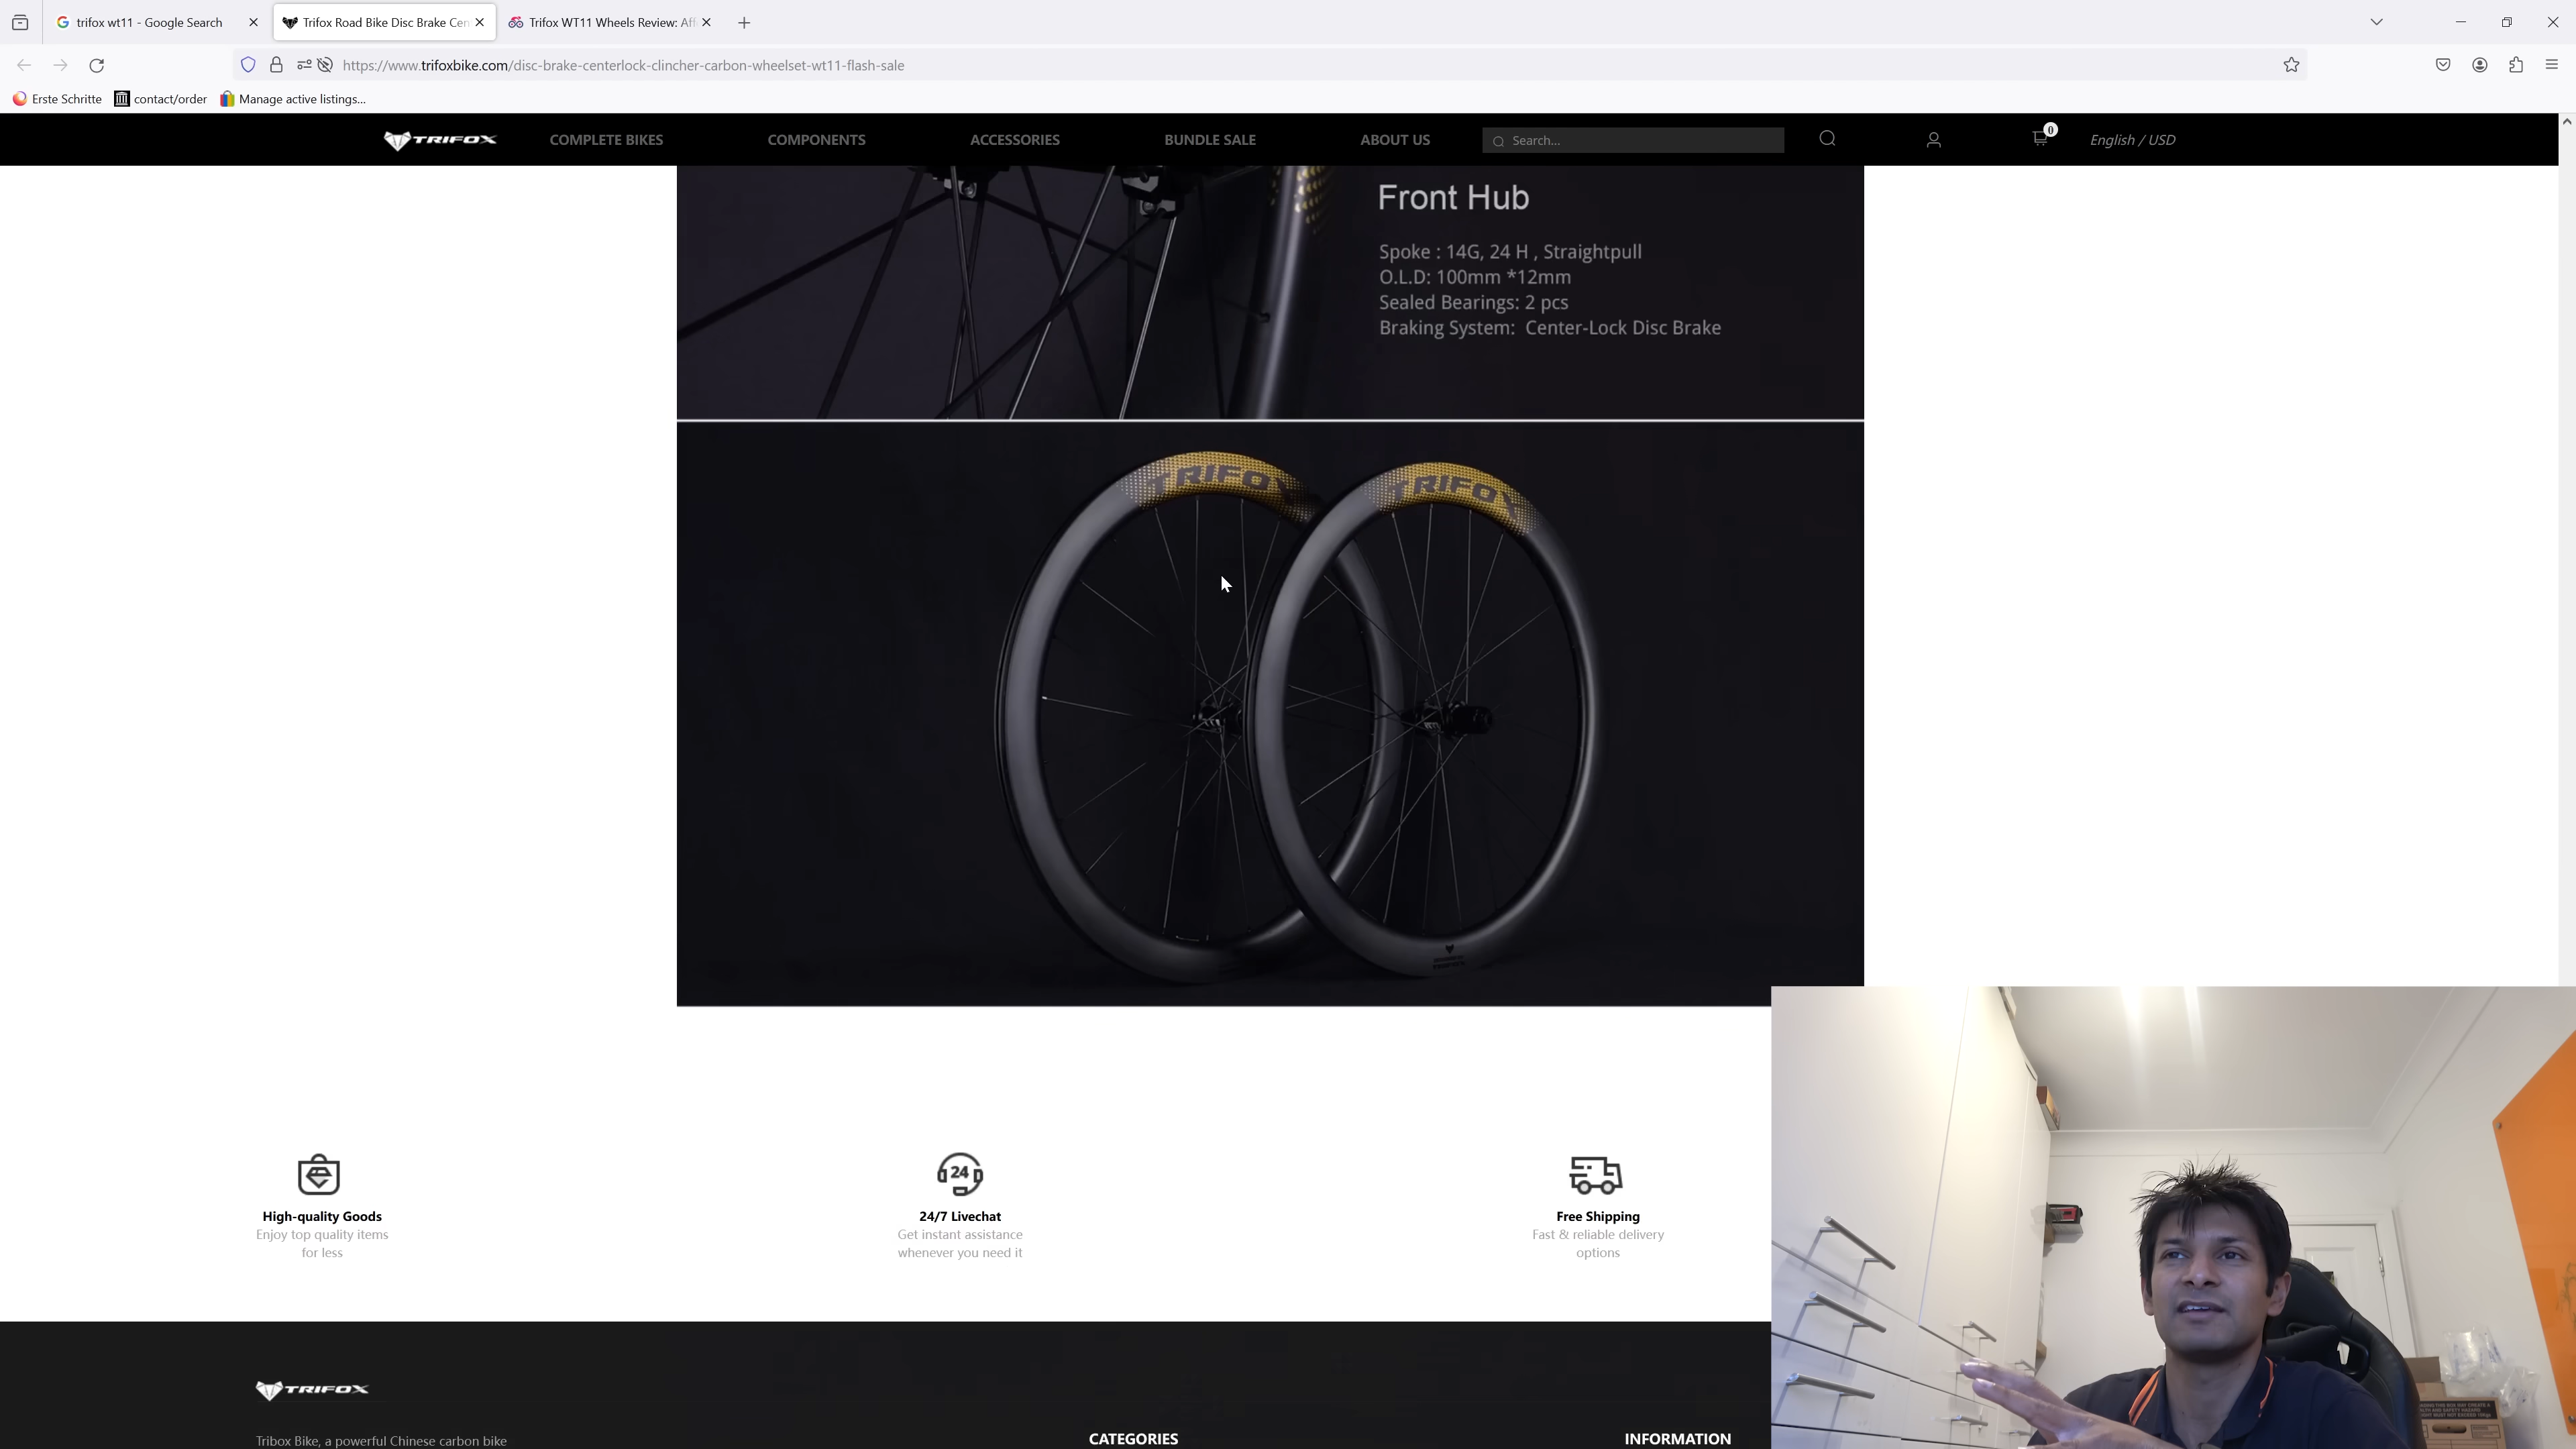 trifox wt11 - Google Search
Trifox Road Bike Disc Brake Cen
Trifox WT11 Wheels Review: Aff
https://www.trifoxbike.com/disc-brake-centerlock-clincher-carbon-wheelset-wt11-flash-sale
Erste Schritte
contact/order
Manage active listings...
TRIFOX
COMPLETE BIKES
COMPONENTS
ACCESSORIES
BUNDLE SALE
ABOUT US
Search...
0
English / USD
Front Hub
Spoke : 14G, 24 H , Straightpull
O.L.D: 100mm *12mm
Sealed Bearings: 2 pcs
Braking System: Center-Lock Disc Brake
TRIFOX
TRIFOX
24
High-quality Goods
Enjoy top quality items
for less
24/7 Livechat
Get instant assistance
whenever you need it
Free Shipping
Fast & reliable delivery
options
TRIFOX
Tribox Bike, a powerful Chinese carbon bike
CATEGORIES
INFORMATION